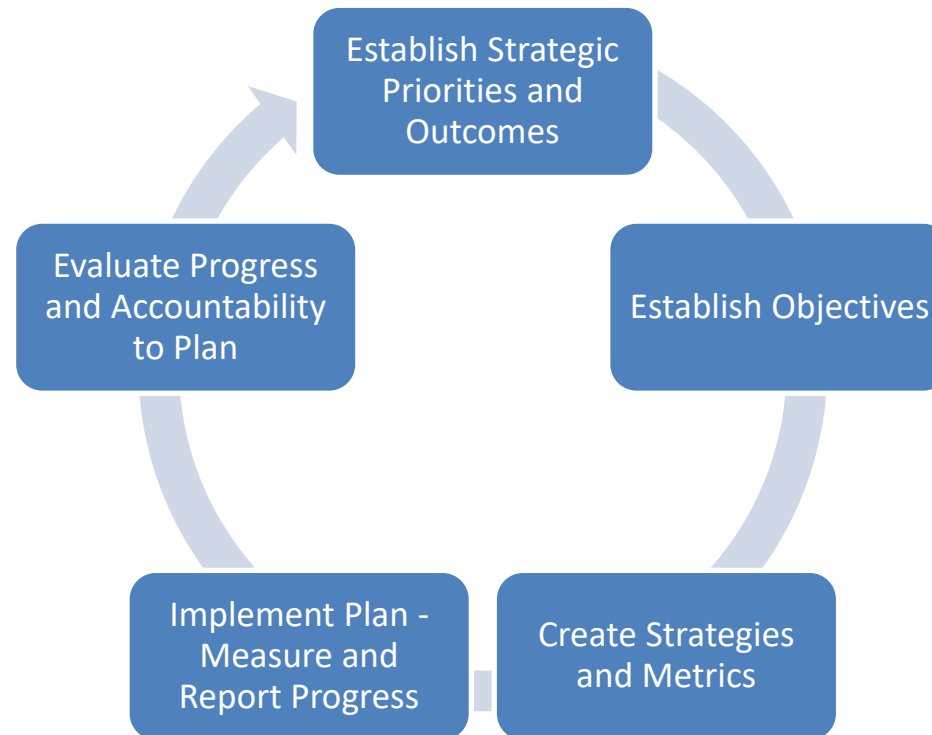 Establish Strategic
Priorities and
Outcomes
Establish Objectives
Create Strategies
and Metrics
Implement Plan -
Measure and
Report Progress
Evaluate Progress
and Accountability
to Plan